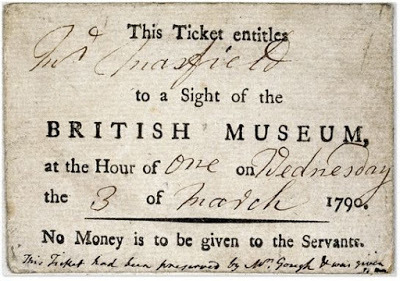 This Ticket entitles
Mr Maxfield
to a Sight of the
BRITISH MUSEUM,
at the Hour of One on Wednesday
the 3 of March 1790.
No Money is to be given to the Servants.
This Ticket had been preserved by Mr Gough & was given